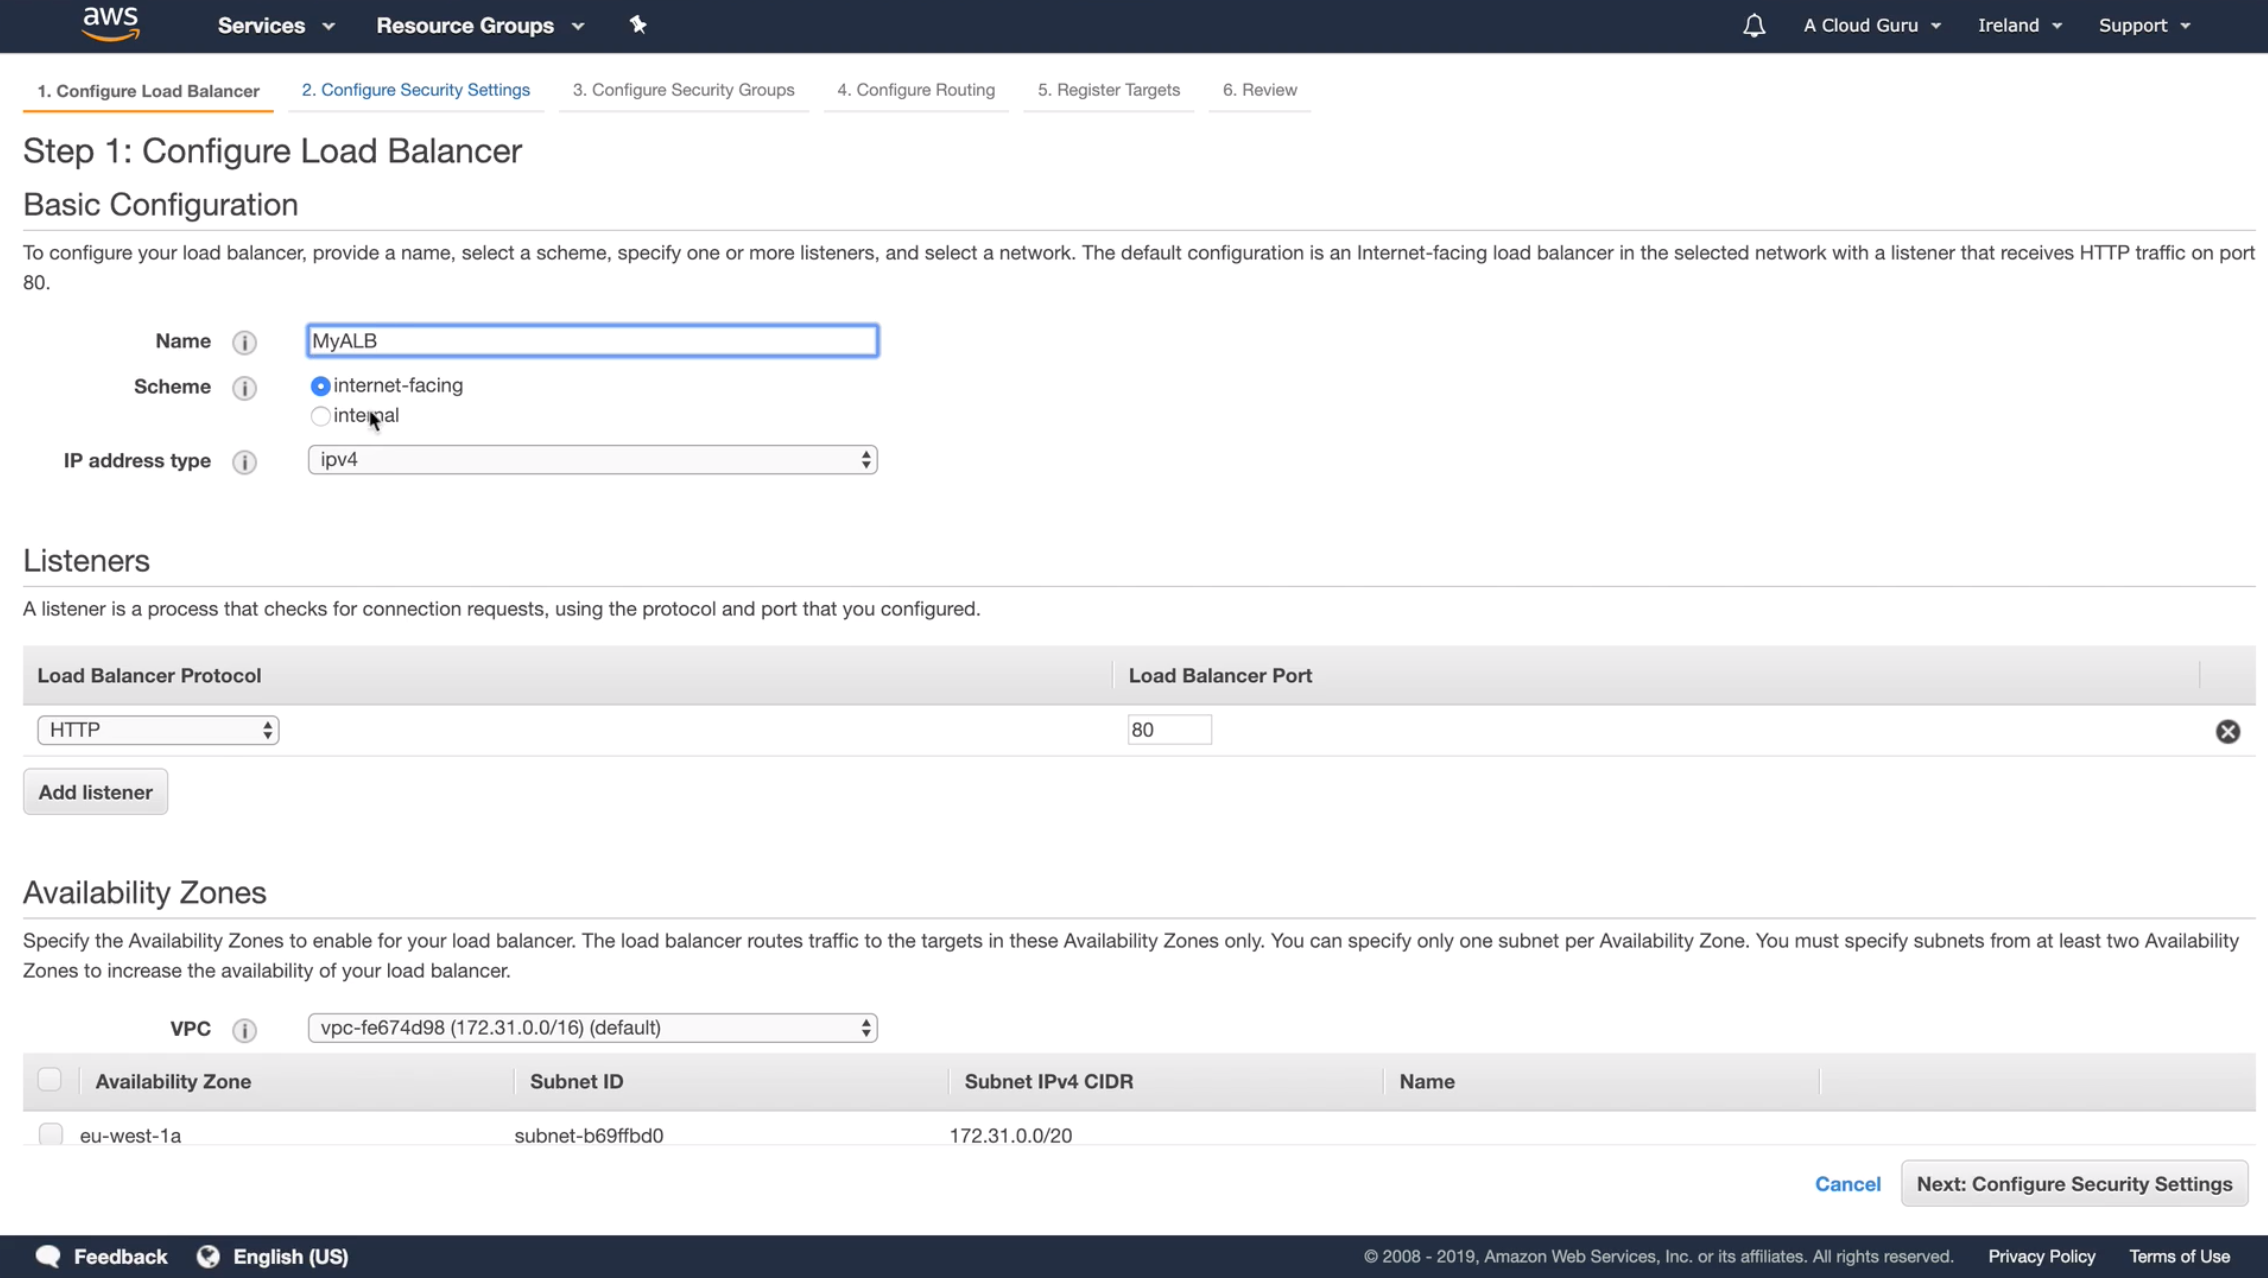 aws Services Resource Groups A Cloud Guru Ireland Support
1. Configure Load Balancer 2. Configure Security Settings 3. Configure Security Groups 4. Configure Routing 5. Register Targets 6. Review
Step 1: Configure Load Balancer
Basic Configuration
To configure your load balancer, provide a name, select a scheme, specify one or more listeners, and select a network. The default configuration is an Internet-facing load balancer in the selected network with a listener that receives HTTP traffic on port
80.
Name i MyALB
Scheme i internet-facing
internal
IP address type i ipv4
Listeners
A listener is a process that checks for connection requests, using the protocol and port that you configured.
Load Balancer Protocol Load Balancer Port
HTTP 80
Add listener
Availability Zones
Specify the Availability Zones to enable for your load balancer. The load balancer routes traffic to the targets in these Availability Zones only. You can specify only one subnet per Availability Zone. You must specify subnets from at least two Availability
Zones to increase the availability of your load balancer.
VPC i vpc-fe674d98 (172.31.0.0/16) (default)
Availability Zone Subnet ID Subnet IPv4 CIDR Name
eu-west-1a subnet-b69ffbd0 172.31.0.0/20
Cancel Next: Configure Security Settings
Feedback English (US) © 2008 - 2019, Amazon Web Services, Inc. or its affiliates. All rights reserved. Privacy Policy Terms of Use